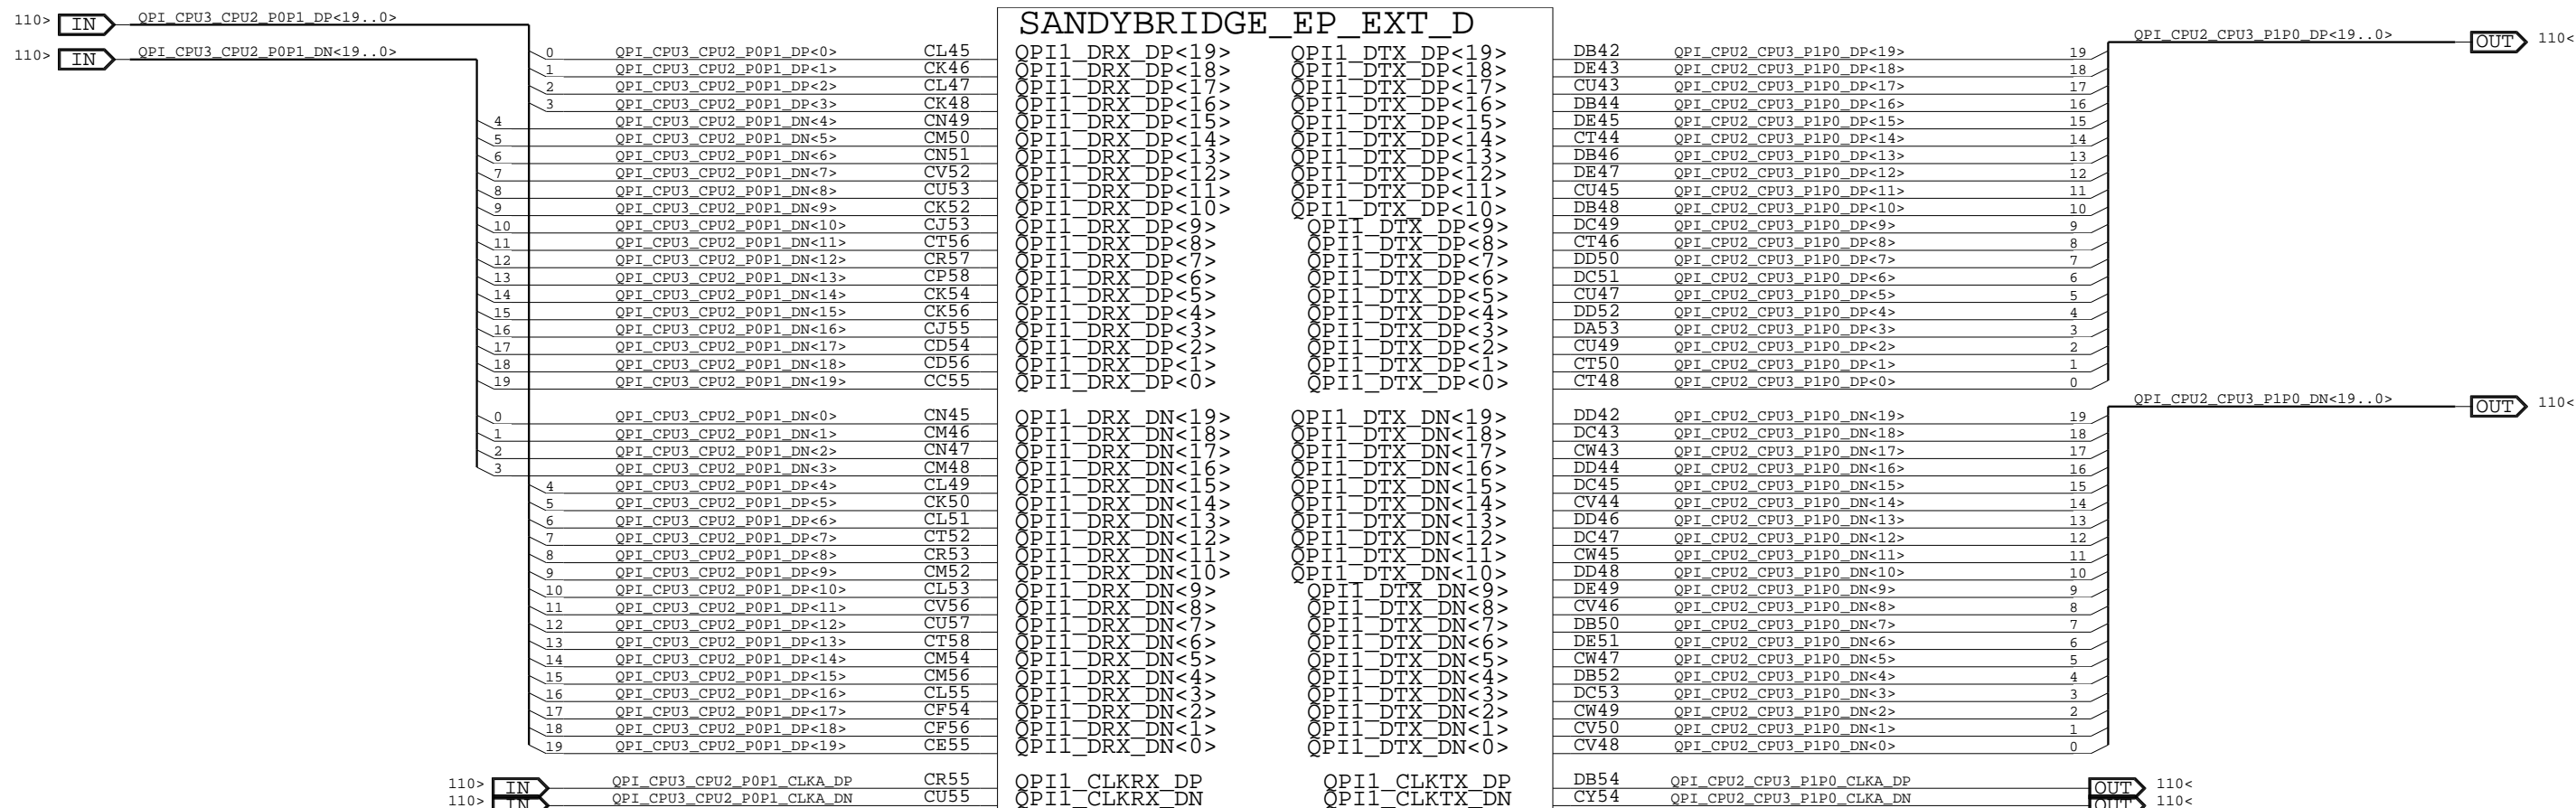 SANDYBRIDGE_EP_EXT_D
110> IN QPI_CPU3_CPU2_P0P1_DP<19..0>
110> IN QPI_CPU3_CPU2_P0P1_DN<19..0>
QPI_CPU2_CPU3_P1P0_DP<19..0> OUT 110<
0 QPI_CPU3_CPU2_P0P1_DP<0> CL45 QPI1_DRX_DP<19> QPI1_DTX_DP<19> DB42 QPI_CPU2_CPU3_P1P0_DP<19> 19
1 QPI_CPU3_CPU2_P0P1_DP<1> CK46 QPI1_DRX_DP<18> QPI1_DTX_DP<18> DE43 QPI_CPU2_CPU3_P1P0_DP<18> 18
2 QPI_CPU3_CPU2_P0P1_DP<2> CL47 QPI1_DRX_DP<17> QPI1_DTX_DP<17> CU43 QPI_CPU2_CPU3_P1P0_DP<17> 17
3 QPI_CPU3_CPU2_P0P1_DP<3> CK48 QPI1_DRX_DP<16> QPI1_DTX_DP<16> DB44 QPI_CPU2_CPU3_P1P0_DP<16> 16
4 QPI_CPU3_CPU2_P0P1_DN<4> CN49 QPI1_DRX_DP<15> QPI1_DTX_DP<15> DE45 QPI_CPU2_CPU3_P1P0_DP<15> 15
5 QPI_CPU3_CPU2_P0P1_DN<5> CM50 QPI1_DRX_DP<14> QPI1_DTX_DP<14> CT44 QPI_CPU2_CPU3_P1P0_DP<14> 14
6 QPI_CPU3_CPU2_P0P1_DN<6> CN51 QPI1_DRX_DP<13> QPI1_DTX_DP<13> DB46 QPI_CPU2_CPU3_P1P0_DP<13> 13
7 QPI_CPU3_CPU2_P0P1_DN<7> CV52 QPI1_DRX_DP<12> QPI1_DTX_DP<12> DE47 QPI_CPU2_CPU3_P1P0_DP<12> 12
8 QPI_CPU3_CPU2_P0P1_DN<8> CU53 QPI1_DRX_DP<11> QPI1_DTX_DP<11> CU45 QPI_CPU2_CPU3_P1P0_DP<11> 11
9 QPI_CPU3_CPU2_P0P1_DN<9> CK52 QPI1_DRX_DP<10> QPI1_DTX_DP<10> DB48 QPI_CPU2_CPU3_P1P0_DP<10> 10
10 QPI_CPU3_CPU2_P0P1_DN<10> CJ53 QPI1_DRX_DP<9> QPII_DTX_DP<9> DC49 QPI_CPU2_CPU3_P1P0_DP<9> 9
11 QPI_CPU3_CPU2_P0P1_DN<11> CT56 QPI1_DRX_DP<8> QPI1_DTX_DP<8> CT46 QPI_CPU2_CPU3_P1P0_DP<8> 8
12 QPI_CPU3_CPU2_P0P1_DN<12> CR57 QPI1_DRX_DP<7> QPI1_DTX_DP<7> DD50 QPI_CPU2_CPU3_P1P0_DP<7> 7
13 QPI_CPU3_CPU2_P0P1_DN<13> CP58 QPI1_DRX_DP<6> QPI1_DTX_DP<6> DC51 QPI_CPU2_CPU3_P1P0_DP<6> 6
14 QPI_CPU3_CPU2_P0P1_DN<14> CK54 QPI1_DRX_DP<5> QPI1_DTX_DP<5> CU47 QPI_CPU2_CPU3_P1P0_DP<5> 5
15 QPI_CPU3_CPU2_P0P1_DN<15> CK56 QPI1_DRX_DP<4> QPI1_DTX_DP<4> DD52 QPI_CPU2_CPU3_P1P0_DP<4> 4
16 QPI_CPU3_CPU2_P0P1_DN<16> CJ55 QPI1_DRX_DP<3> QPI1_DTX_DP<3> DA53 QPI_CPU2_CPU3_P1P0_DP<3> 3
17 QPI_CPU3_CPU2_P0P1_DN<17> CD54 QPI1_DRX_DP<2> QPI1_DTX_DP<2> CU49 QPI_CPU2_CPU3_P1P0_DP<2> 2
18 QPI_CPU3_CPU2_P0P1_DN<18> CD56 QPI1_DRX_DP<1> QPI1_DTX_DP<1> CT50 QPI_CPU2_CPU3_P1P0_DP<1> 1
19 QPI_CPU3_CPU2_P0P1_DN<19> CC55 QPI1_DRX_DP<0> QPI1_DTX_DP<0> CT48 QPI_CPU2_CPU3_P1P0_DP<0> 0
QPI_CPU2_CPU3_P1P0_DN<19..0> OUT 110<
0 QPI_CPU3_CPU2_P0P1_DN<0> CN45 QPI1_DRX_DN<19> QPI1_DTX_DN<19> DD42 QPI_CPU2_CPU3_P1P0_DN<19> 19
1 QPI_CPU3_CPU2_P0P1_DN<1> CM46 QPI1_DRX_DN<18> QPI1_DTX_DN<18> DC43 QPI_CPU2_CPU3_P1P0_DN<18> 18
2 QPI_CPU3_CPU2_P0P1_DN<2> CN47 QPI1_DRX_DN<17> QPI1_DTX_DN<17> CW43 QPI_CPU2_CPU3_P1P0_DN<17> 17
3 QPI_CPU3_CPU2_P0P1_DN<3> CM48 QPI1_DRX_DN<16> QPI1_DTX_DN<16> DD44 QPI_CPU2_CPU3_P1P0_DN<16> 16
4 QPI_CPU3_CPU2_P0P1_DP<4> CL49 QPI1_DRX_DN<15> QPI1_DTX_DN<15> DC45 QPI_CPU2_CPU3_P1P0_DN<15> 15
5 QPI_CPU3_CPU2_P0P1_DP<5> CK50 QPI1_DRX_DN<14> QPI1_DTX_DN<14> CV44 QPI_CPU2_CPU3_P1P0_DN<14> 14
6 QPI_CPU3_CPU2_P0P1_DP<6> CL51 QPI1_DRX_DN<13> QPI1_DTX_DN<13> DD46 QPI_CPU2_CPU3_P1P0_DN<13> 13
7 QPI_CPU3_CPU2_P0P1_DP<7> CT52 QPI1_DRX_DN<12> QPI1_DTX_DN<12> DC47 QPI_CPU2_CPU3_P1P0_DN<12> 12
8 QPI_CPU3_CPU2_P0P1_DP<8> CR53 QPI1_DRX_DN<11> QPI1_DTX_DN<11> CW45 QPI_CPU2_CPU3_P1P0_DN<11> 11
9 QPI_CPU3_CPU2_P0P1_DP<9> CM52 QPI1_DRX_DN<10> QPI1_DTX_DN<10> DD48 QPI_CPU2_CPU3_P1P0_DN<10> 10
10 QPI_CPU3_CPU2_P0P1_DP<10> CL53 QPI1_DRX_DN<9> QPII_DTX_DN<9> DE49 QPI_CPU2_CPU3_P1P0_DN<9> 9
11 QPI_CPU3_CPU2_P0P1_DP<11> CV56 QPI1_DRX_DN<8> QPI1_DTX_DN<8> CV46 QPI_CPU2_CPU3_P1P0_DN<8> 8
12 QPI_CPU3_CPU2_P0P1_DP<12> CU57 QPI1_DRX_DN<7> QPI1_DTX_DN<7> DB50 QPI_CPU2_CPU3_P1P0_DN<7> 7
13 QPI_CPU3_CPU2_P0P1_DP<13> CT58 QPI1_DRX_DN<6> QPI1_DTX_DN<6> DE51 QPI_CPU2_CPU3_P1P0_DN<6> 6
14 QPI_CPU3_CPU2_P0P1_DP<14> CM54 QPI1_DRX_DN<5> QPI1_DTX_DN<5> CW47 QPI_CPU2_CPU3_P1P0_DN<5> 5
15 QPI_CPU3_CPU2_P0P1_DP<15> CM56 QPI1_DRX_DN<4> QPI1_DTX_DN<4> DB52 QPI_CPU2_CPU3_P1P0_DN<4> 4
16 QPI_CPU3_CPU2_P0P1_DP<16> CL55 QPI1_DRX_DN<3> QPI1_DTX_DN<3> DC53 QPI_CPU2_CPU3_P1P0_DN<3> 3
17 QPI_CPU3_CPU2_P0P1_DP<17> CF54 QPI1_DRX_DN<2> QPI1_DTX_DN<2> CW49 QPI_CPU2_CPU3_P1P0_DN<2> 2
18 QPI_CPU3_CPU2_P0P1_DP<18> CF56 QPI1_DRX_DN<1> QPI1_DTX_DN<1> CV50 QPI_CPU2_CPU3_P1P0_DN<1> 1
19 QPI_CPU3_CPU2_P0P1_DP<19> CE55 QPI1_DRX_DN<0> QPI1_DTX_DN<0> CV48 QPI_CPU2_CPU3_P1P0_DN<0> 0
110> IN QPI_CPU3_CPU2_P0P1_CLKA_DP CR55 QPI1_CLKRX_DP QPI1_CLKTX_DP DB54 QPI_CPU2_CPU3_P1P0_CLKA_DP OUT 110<
110> IN QPI_CPU3_CPU2_P0P1_CLKA_DN CU55 QPI1_CLKRX_DN QPI1_CLKTX_DN CY54 QPI_CPU2_CPU3_P1P0_CLKA_DN OUT 110<